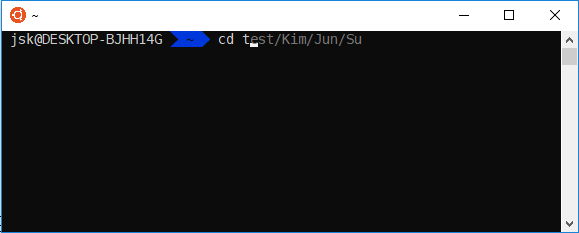 ~
jsk@DESKTOP-BJHH14G ~ cd test/Kim/Jun/Su